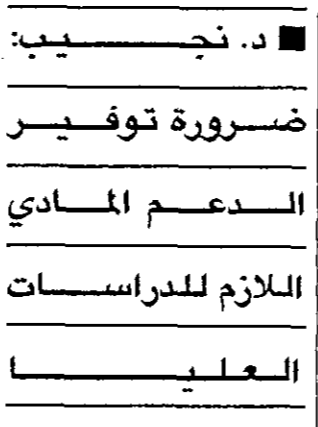 ■ د. نجيب:
ضرورة توفير
الدعم المادي
اللازم للدراسات
العليا